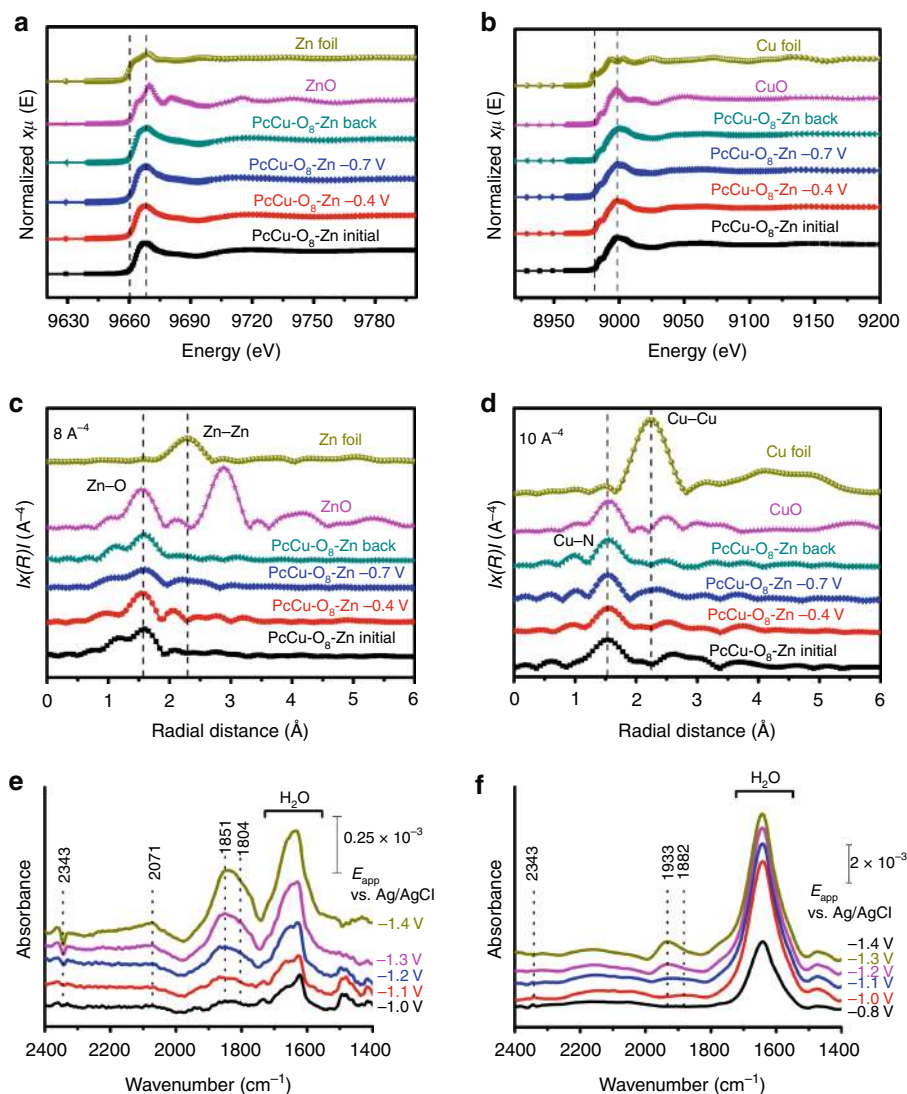 a
Normalized xμ (E)
Zn foil
ZnO
PcCu-O₈-Zn back
PcCu-O₈-Zn –0.7 V
PcCu-O₈-Zn –0.4 V
PcCu-O₈-Zn initial
9630 9660 9690 9720 9750 9780
Energy (eV)
b
Normalized xμ (E)
Cu foil
CuO
PcCu-O₈-Zn back
PcCu-O₈-Zn –0.7 V
PcCu-O₈-Zn –0.4 V
PcCu-O₈-Zn initial
8950 9000 9050 9100 9150 9200
Energy (eV)
c
Ix(R)/ (A⁻⁴)
8 A⁻⁴
Zn–Zn
Zn foil
Zn–O
ZnO
PcCu-O₈-Zn back
PcCu-O₈-Zn –0.7 V
PcCu-O₈-Zn –0.4 V
PcCu-O₈-Zn initial
0 1 2 3 4 5 6
Radial distance (Å)
d
Ix(R)/ (A⁻⁴)
10 A⁻⁴
Cu–Cu
Cu foil
CuO
Cu–N
PcCu-O₈-Zn back
PcCu-O₈-Zn –0.7 V
PcCu-O₈-Zn –0.4 V
PcCu-O₈-Zn initial
0 1 2 3 4 5 6
Radial distance (Å)
e
Absorbance
H₂O
2343
2071
1851
1804
0.25 × 10⁻³
E_app
vs. Ag/AgCl
–1.4 V
–1.3 V
–1.2 V
–1.1 V
–1.0 V
2400 2200 2000 1800 1600 1400
Wavenumber (cm⁻¹)
f
Absorbance
H₂O
2343
1933
1882
2 × 10⁻³
E_app
vs. Ag/AgCl
–1.4 V
–1.3 V
–1.2 V
–1.1 V
–1.0 V
–0.8 V
2400 2200 2000 1800 1600 1400
Wavenumber (cm⁻¹)